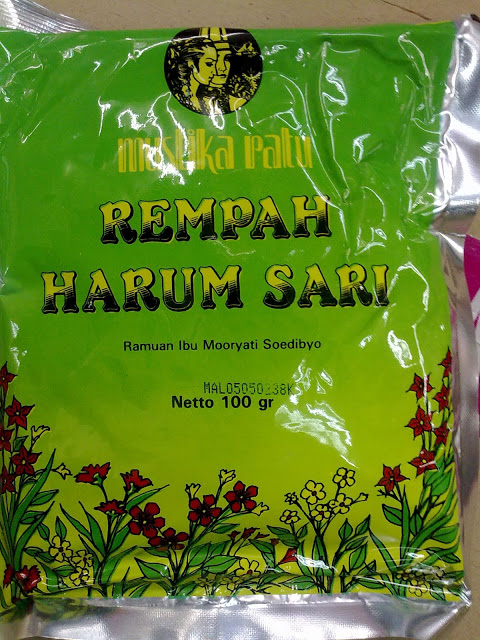 mustika ratu
REMPAH
HARUM SARI
Ramuan Ibu Mooryati Soedibyo
MAL05050238K
Netto 100 gr